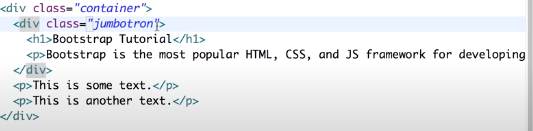 <div class="container">
<div class="jumbotron">
<h1>Bootstrap Tutorial</h1>
<p>Bootstrap is the most popular HTML, CSS, and JS framework for developing
</div>
<p>This is some text.</p>
<p>This is another text.</p>
</div>